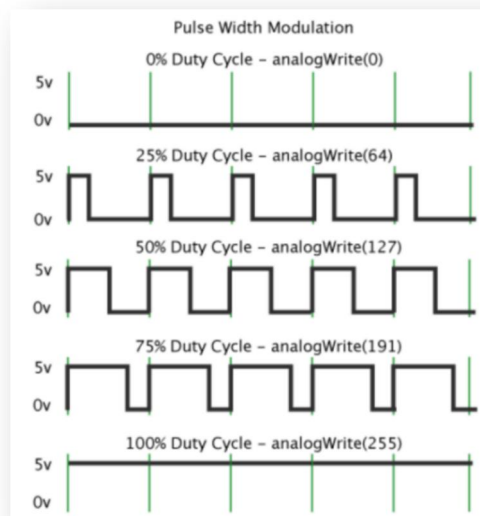 Pulse Width Modulation
0% Duty Cycle – analogWrite(0)
5v
0v
25% Duty Cycle – analogWrite(64)
5v
0v
50% Duty Cycle – analogWrite(127)
5v
0v
75% Duty Cycle – analogWrite(191)
5v
0v
100% Duty Cycle – analogWrite(255)
5v
0v